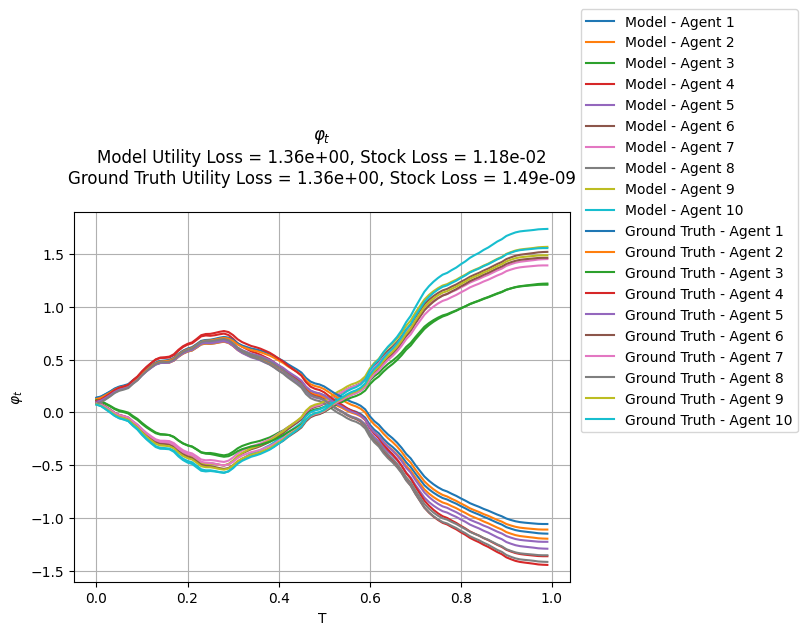 φt
Model Utility Loss = 1.36e+00, Stock Loss = 1.18e-02
Ground Truth Utility Loss = 1.36e+00, Stock Loss = 1.49e-09
Model - Agent 1
Model - Agent 2
Model - Agent 3
Model - Agent 4
Model - Agent 5
Model - Agent 6
Model - Agent 7
Model - Agent 8
Model - Agent 9
Model - Agent 10
Ground Truth - Agent 1
Ground Truth - Agent 2
Ground Truth - Agent 3
Ground Truth - Agent 4
Ground Truth - Agent 5
Ground Truth - Agent 6
Ground Truth - Agent 7
Ground Truth - Agent 8
Ground Truth - Agent 9
Ground Truth - Agent 10
φt
1.5
1.0
0.5
0.0
−0.5
−1.0
−1.5
0.0 0.2 0.4 0.6 0.8 1.0
T